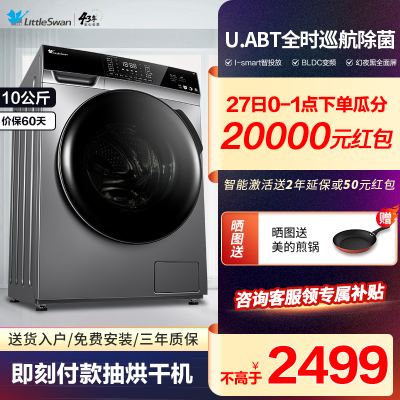 LittleSwan 43年
10公斤
价保60天
U.ABT全时巡航除菌
I-smart智投放 BLDC变频 幻夜黑全面屏
27日0-1点下单瓜分
20000元红包
智能激活送2年延保或50元红包
晒图送
晒图送
美的煎锅
赠
咨询客服领专属补贴
送货入户/免费安装/三年质保
即刻付款抽烘干机
不高于
¥
2499